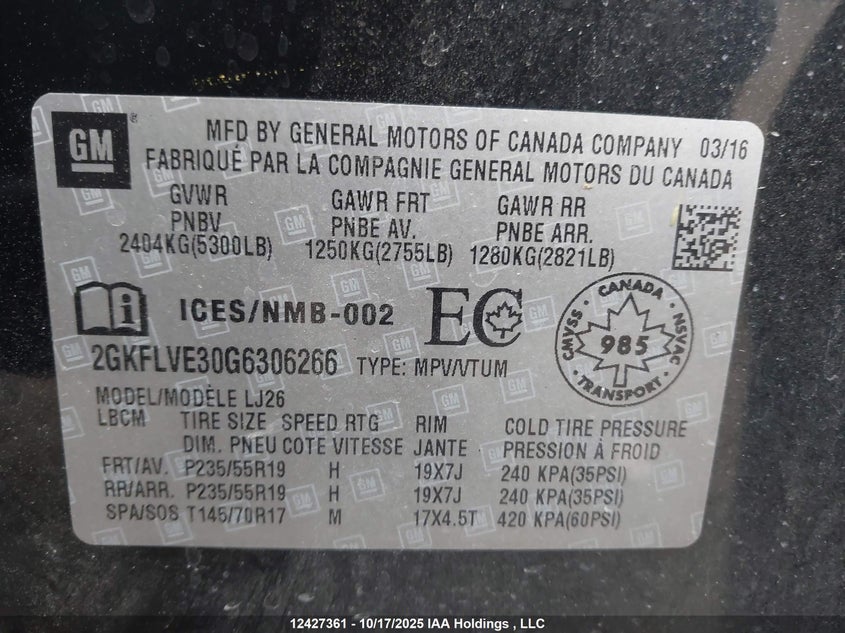 GM
MFD BY GENERAL MOTORS OF CANADA COMPANY 03/16
FABRIQUÉ PAR LA COMPAGNIE GENERAL MOTORS DU CANADA
GVWR GAWR FRT GAWR RR
PNBV PNBE AV. PNBE ARR.
2404KG(5300LB) 1250KG(2755LB) 1280KG(2821LB)
ICES/NMB-002 EC
CANADA
CMVSS 985 NSVAC
TRANSPORT
2GKFLVE30G6306266 TYPE: MPV/VTUM
MODEL/MODÈLE LJ26
LBCM TIRE SIZE SPEED RTG RIM COLD TIRE PRESSURE
DIM. PNEU COTE VITESSE JANTE PRESSION À FROID
FRT/AV. P235/55R19 H 19X7J 240 KPA(35PSI)
RR/ARR. P235/55R19 H 19X7J 240 KPA(35PSI)
SPA/SOS T145/70R17 M 17X4.5T 420 KPA(60PSI)
12427361 - 10/17/2025 IAA Holdings , LLC